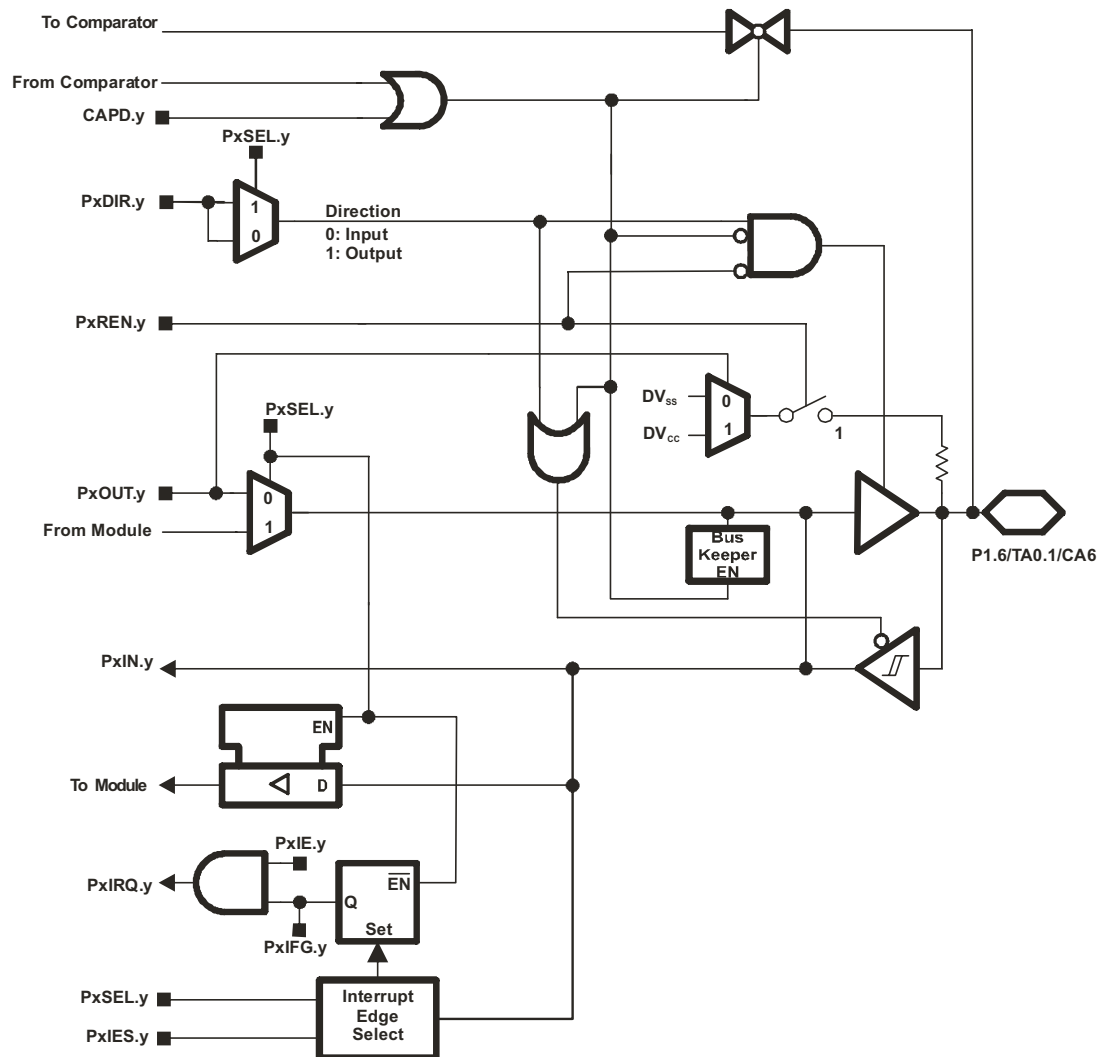 To Comparator
From Comparator
CAPD.y
PxSEL.y
PxDIR.y
1
0
Direction
0: Input
1: Output
PxREN.y
PxSEL.y
DVSS
0
DVCC
1
1
PxOUT.y
0
From Module
1
Bus
Keeper
EN
P1.6/TA0.1/CA6
PxIN.y
EN
To Module
D
PxIE.y
PxIRQ.y
EN
Q
PxIFG.y
Set
PxSEL.y
Interrupt
Edge
Select
PxIES.y